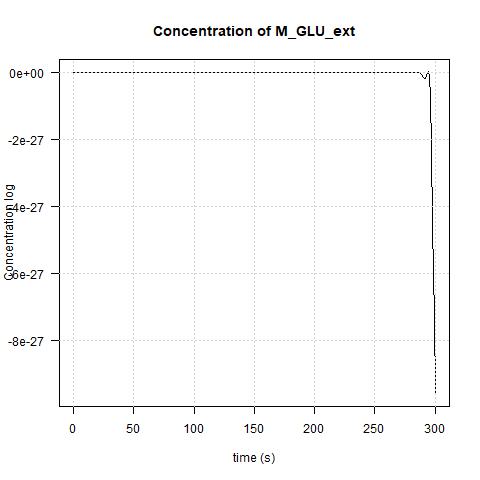 Concentration of M_GLU_ext
0e+00
-2e-27
-4e-27
-6e-27
-8e-27
Concentration log
0
50
100
150
200
250
300
time (s)